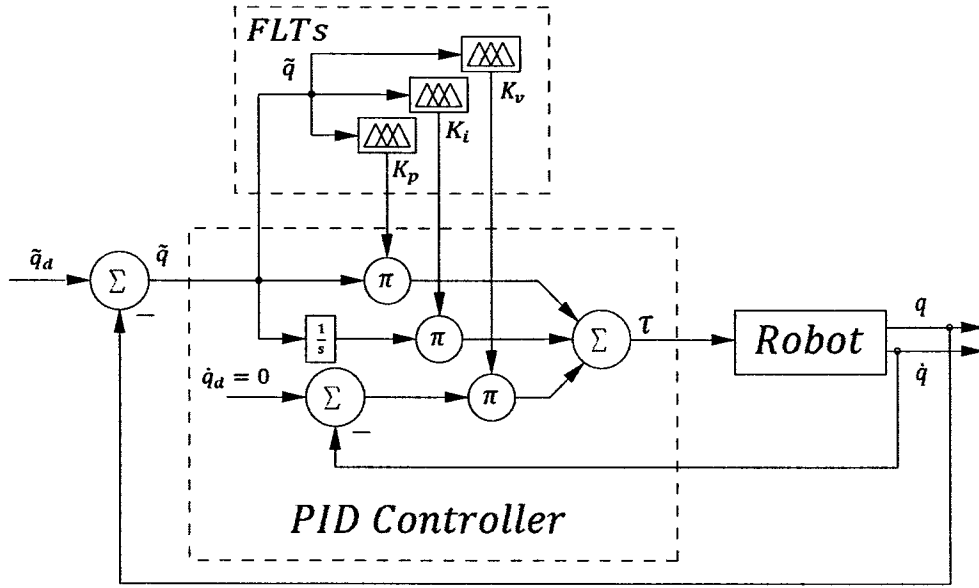 FLTs
q̃
K_v
K_i
K_p
q̃_d
Σ
q̃
−
π
1/s
π
q̇_d = 0
Σ
−
π
Σ
τ
Robot
q
q̇
PID Controller